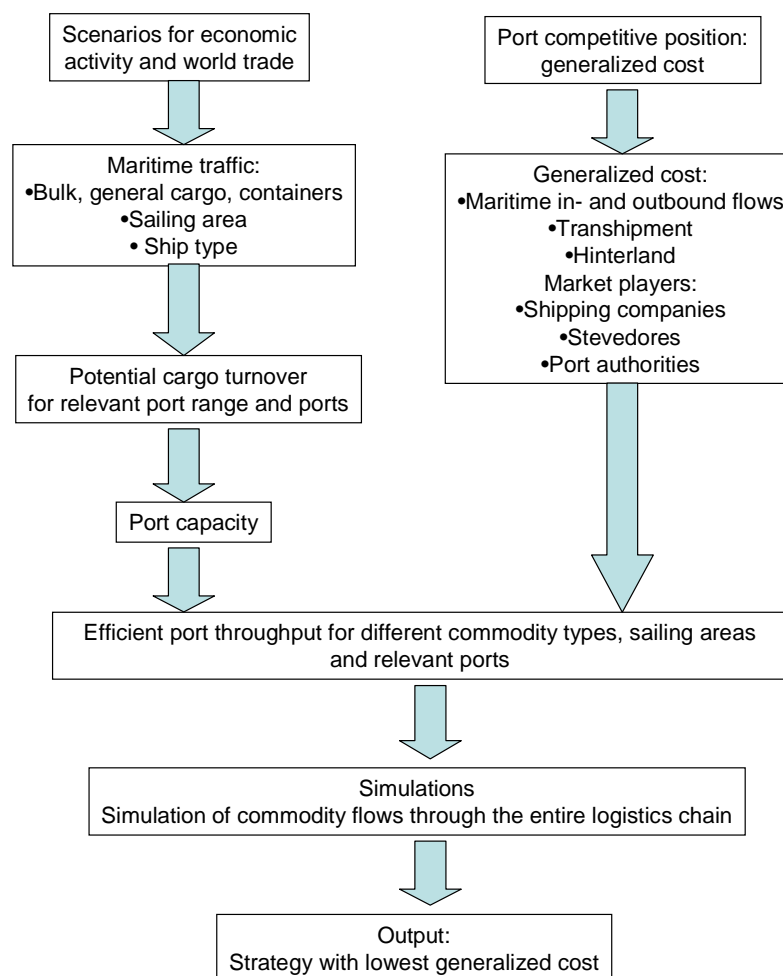 Scenarios for economic
activity and world trade
Port competitive position:
generalized cost
Maritime traffic:
•Bulk, general cargo, containers
•Sailing area
• Ship type
Generalized cost:
•Maritime in- and outbound flows
•Transhipment
•Hinterland
Market players:
•Shipping companies
•Stevedores
•Port authorities
Potential cargo turnover
for relevant port range and ports
Port capacity
Efficient port throughput for different commodity types, sailing areas
and relevant ports
Simulations
Simulation of commodity flows through the entire logistics chain
Output:
Strategy with lowest generalized cost